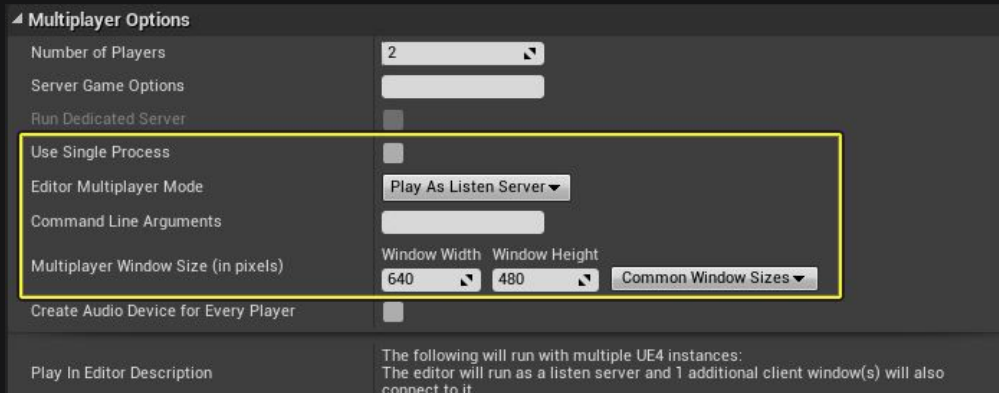 Multiplayer Options
Number of Players 2
Server Game Options
Run Dedicated Server
Use Single Process
Editor Multiplayer Mode Play As Listen Server
Command Line Arguments
Window Width Window Height
Multiplayer Window Size (in pixels) 640 480 Common Window Sizes
Create Audio Device for Every Player
The following will run with multiple UE4 instances:
Play In Editor Description The editor will run as a listen server and 1 additional client window(s) will also
connect to it